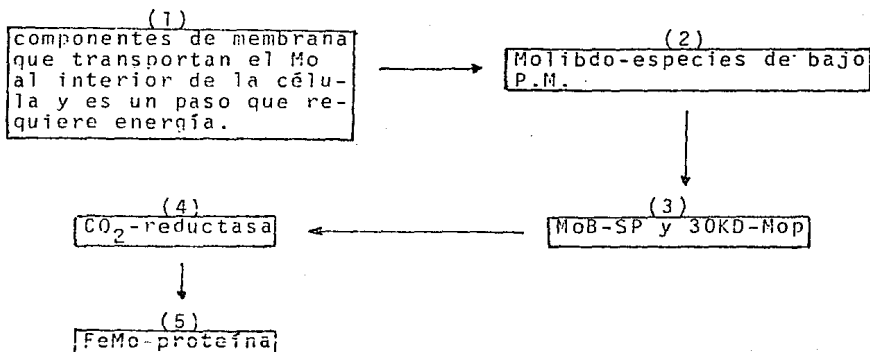 (1)
componentes de membrana
que transportan el Mo
al interior de la célu-
la y es un paso que re-
quiere energía.
(2)
Molibdo-especies de bajo
P.M.
(3)
MoB-SP y 30KD-Mop
(4)
CO₂-reductasa
(5)
FeMo-proteína